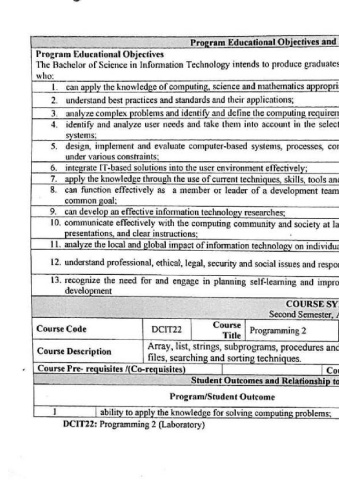 Program Educational Objectives and
Program Educational Objectives
The Bachelor of Science in Information Technology intends to produce graduates
who:
1. can apply the knowledge of computing, science and mathematics appropri
2. understand best practices and standards and their applications;
3. analyze complex problems and identify and define the computing requirem
4. identify and analyze user needs and take them into account in the select
systems;
5. design, implement and evaluate computer-based systems, processes, co
under various constraints;
6. integrate IT-based solutions into the user environment effectively;
7. apply the knowledge through the use of current techniques, skills, tools an
8. can function effectively as a member or leader of a development team
common goal;
9. can develop an effective information technology researches;
10. communicate effectively with the computing community and society at la
presentations, and clear instructions;
11. analyze the local and global impact of information technology on individu
12. understand professional, ethical, legal, security and social issues and respo
13. recognize the need for and engage in planning self-learning and impro
development
COURSE SY
Second Semester,
Course Code DCIT22 Course Title Programming 2
Course Description Array, list, strings, subprograms, procedures and
files, searching and sorting techniques.
Course Pre- requisites /(Co-requisites) Co
Student Outcomes and Relationship to
Program/Student Outcome
1 ability to apply the knowledge for solving computing problems;
DCIT22: Programming 2 (Laboratory)